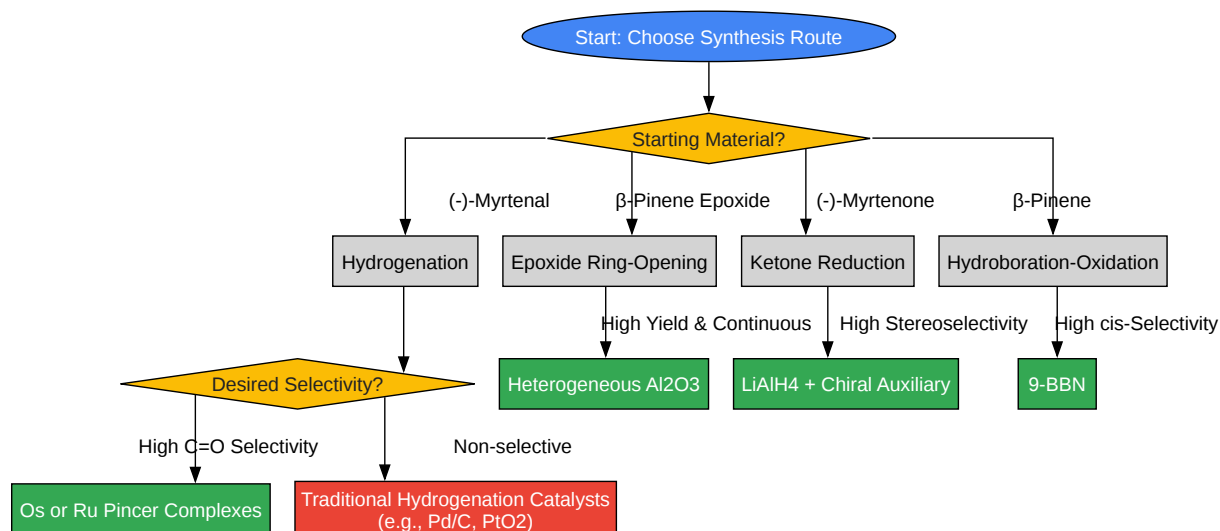 Start: Choose Synthesis Route
Starting Material?
(-)-Myrtenal
β-Pinene Epoxide
(-)-Myrtenone
β-Pinene
Hydrogenation
Epoxide Ring-Opening
Ketone Reduction
Hydroboration-Oxidation
High Yield & Continuous
High Stereoselectivity
High cis-Selectivity
Desired Selectivity?
Heterogeneous Al2O3
LiAlH4 + Chiral Auxiliary
9-BBN
High C=O Selectivity
Non-selective
Os or Ru Pincer Complexes
Traditional Hydrogenation Catalysts
(e.g., Pd/C, PtO2)